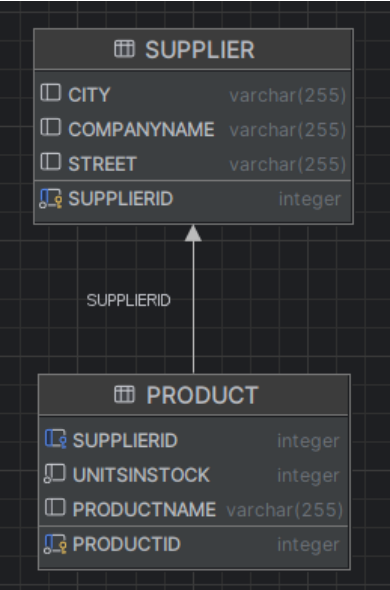 SUPPLIER
CITY varchar(255)
COMPANYNAME varchar(255)
STREET varchar(255)
SUPPLIERID integer
SUPPLIERID
PRODUCT
SUPPLIERID integer
UNITSINSTOCK integer
PRODUCTNAME varchar(255)
PRODUCTID integer